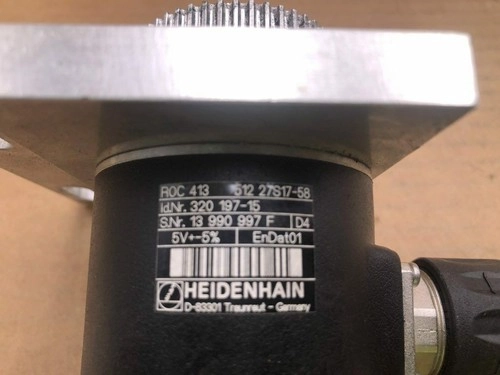 ROC 413 512 27S17-58
Id.Nr. 320 197-15
S.Nr. 13 990 997 F D4
5V+-5% EnDat01
HEIDENHAIN
D-83301 Traunreut - Germany